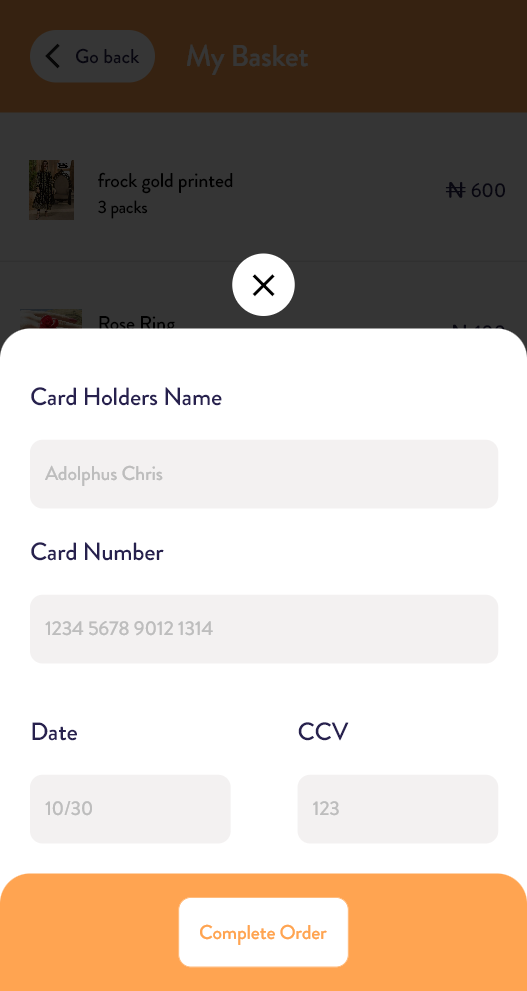 Go back
My Basket
frock gold printed
3 packs
₦ 600
Rose Ring
Card Holders Name
Adolphus Chris
Card Number
1234 5678 9012 1314
Date
CCV
10/30
123
Complete Order